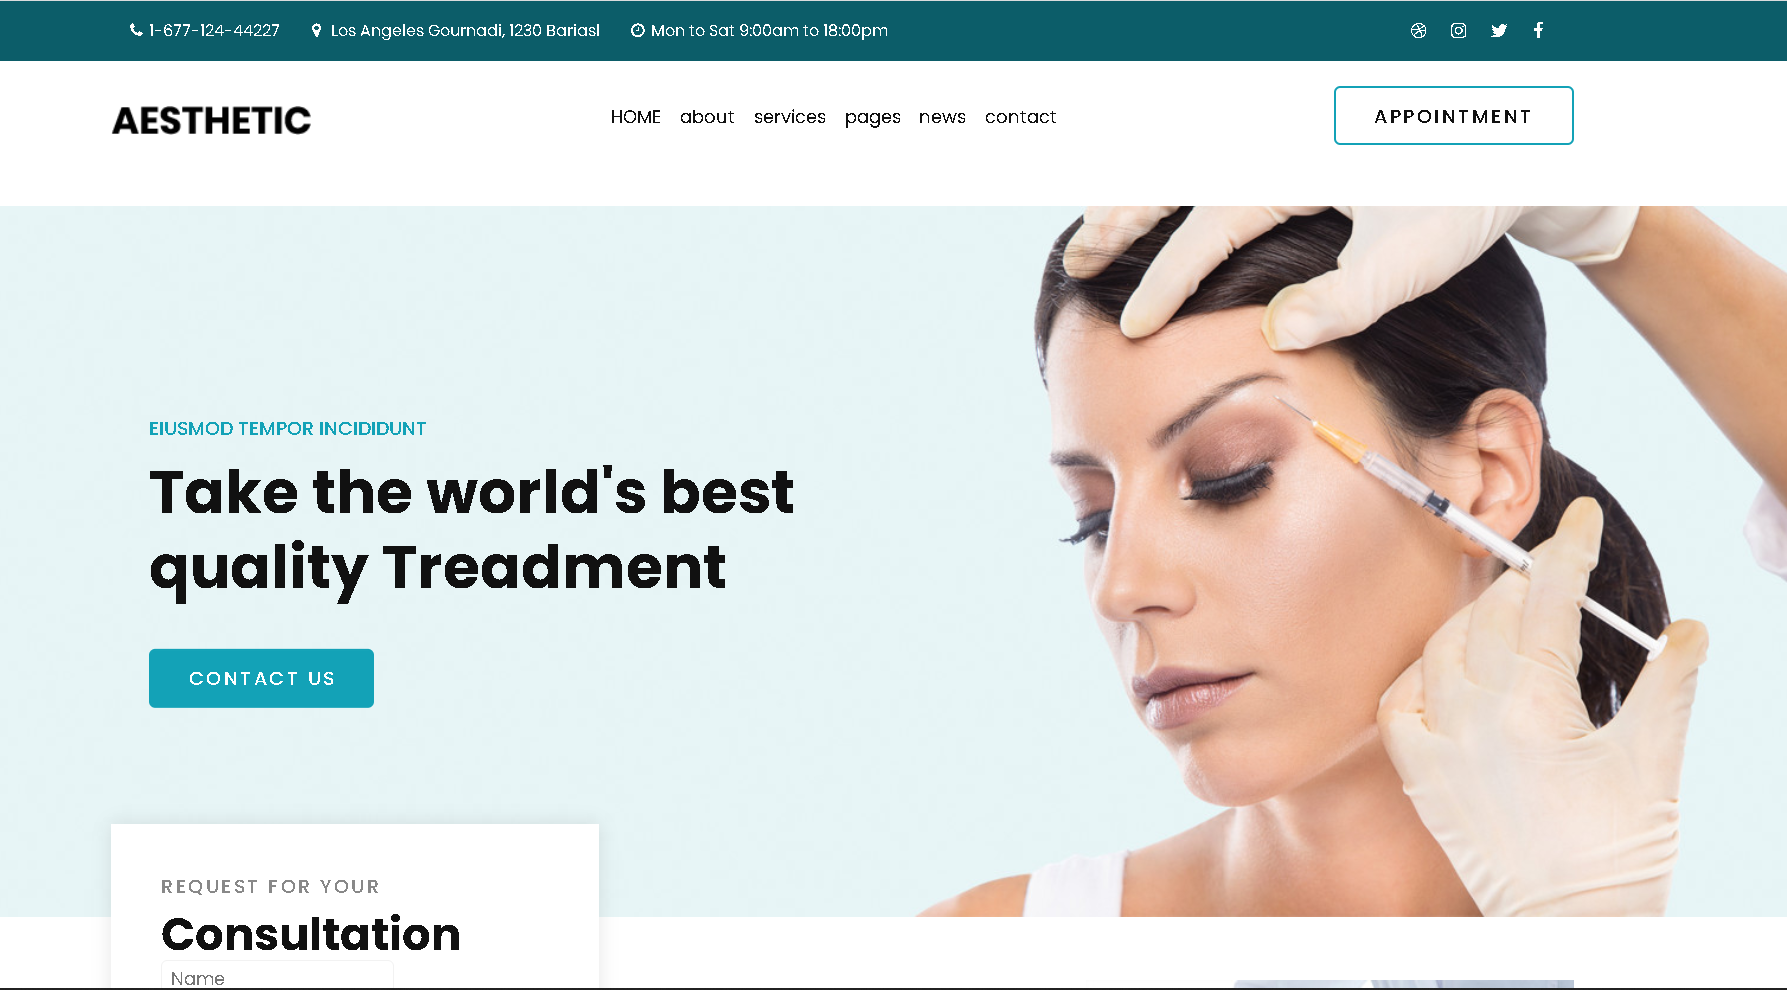 1-677-124-44227 Los Angeles Gournadi, 1230 Bariasl Mon to Sat 9:00am to 18:00pm
AESTHETIC HOME about services pages news contact APPOINTMENT
EIUSMOD TEMPOR INCIDIDUNT
Take the world's best
quality Treadment
CONTACT US
REQUEST FOR YOUR
Consultation
Name